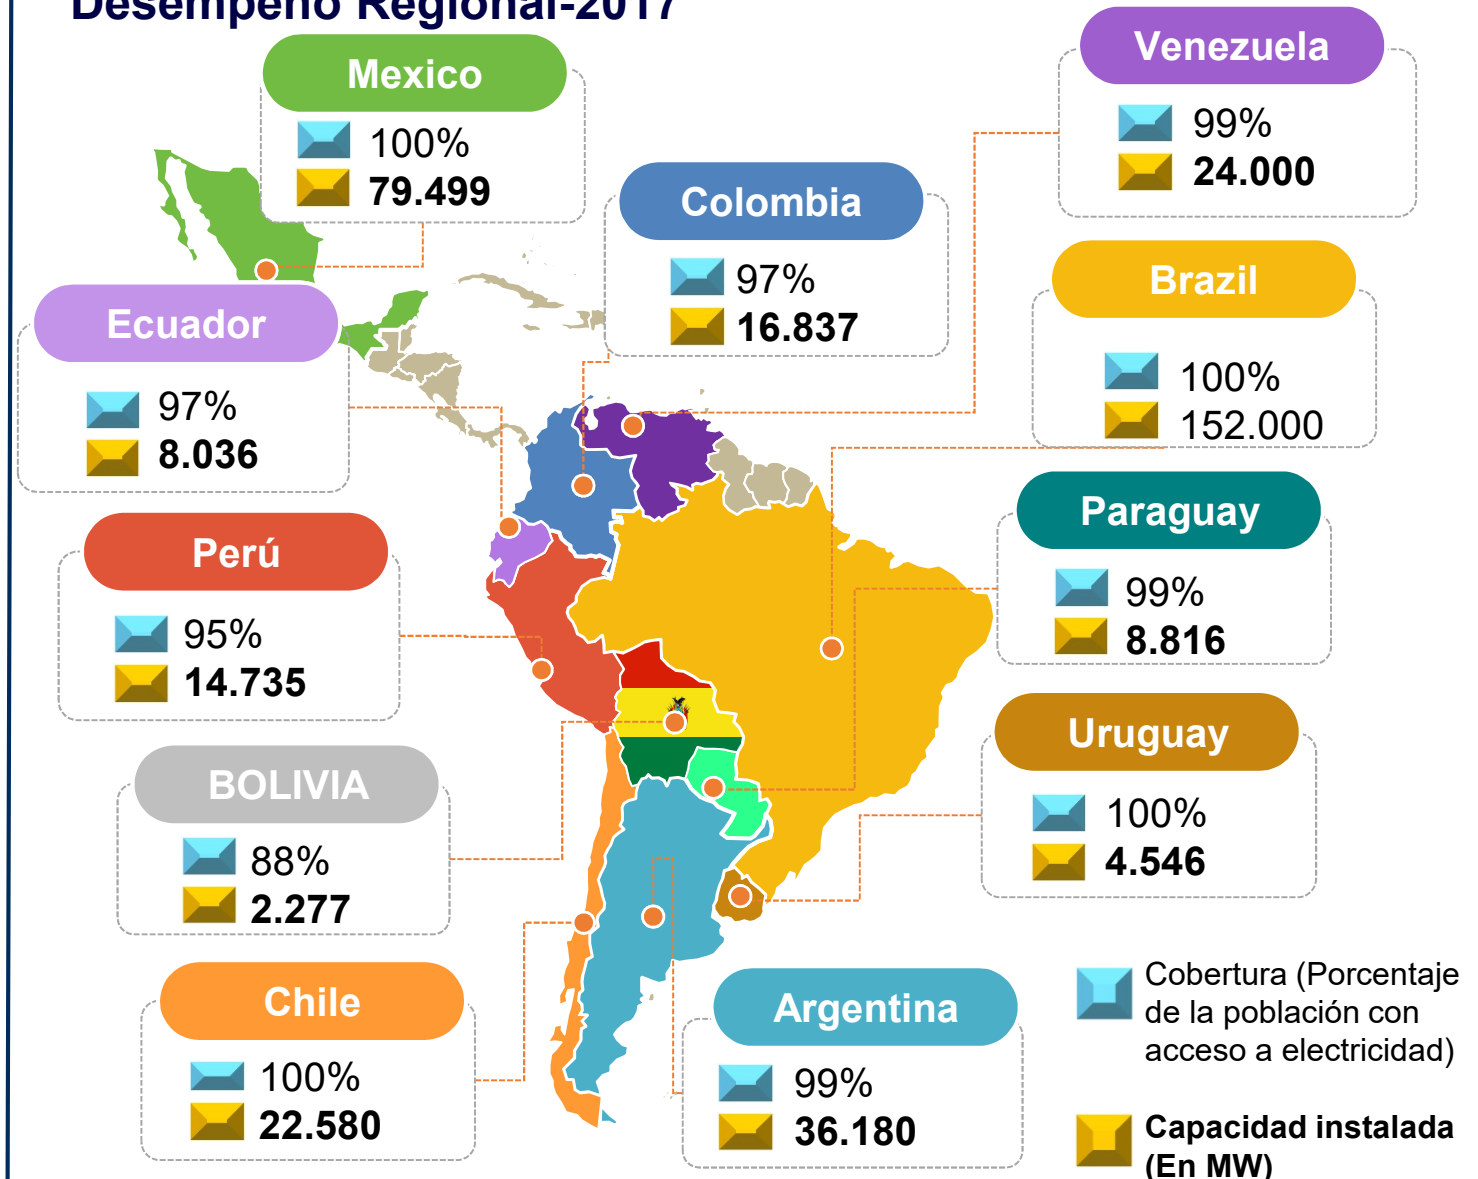 Desempeño Regional-2017
Mexico
100%
79.499
Venezuela
99%
24.000
Colombia
97%
16.837
Brazil
100%
152.000
Ecuador
97%
8.036
Paraguay
99%
8.816
Perú
95%
14.735
Uruguay
100%
4.546
BOLIVIA
88%
2.277
Chile
100%
22.580
Argentina
99%
36.180
Cobertura (Porcentaje
de la población con
acceso a electricidad)
Capacidad instalada
(En MW)